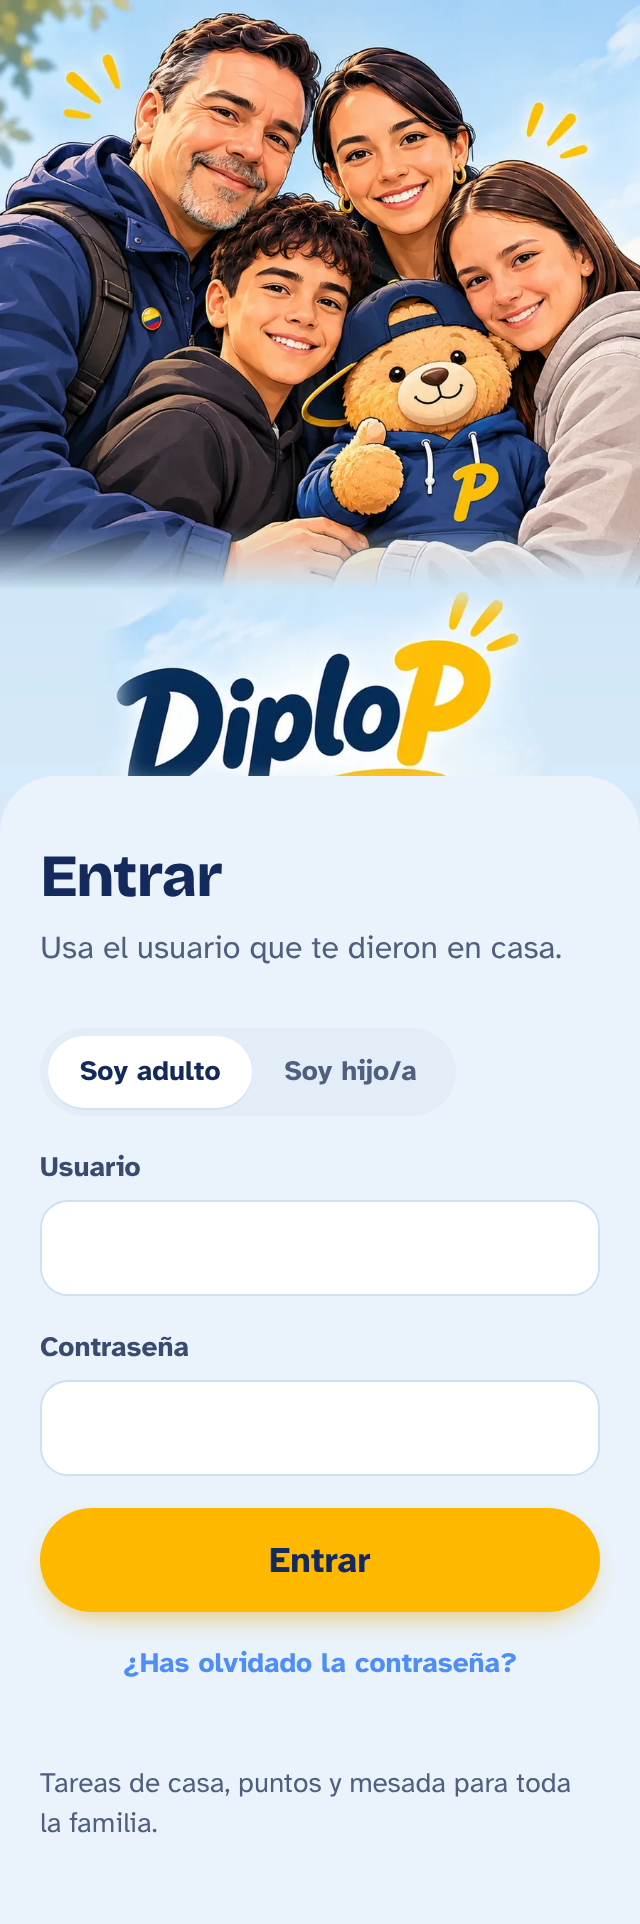 P
DiploP
Entrar
Usa el usuario que te dieron en casa.
Soy adulto
Soy hijo/a
Usuario
Contraseña
Entrar
¿Has olvidado la contraseña?
Tareas de casa, puntos y mesada para toda
la familia.